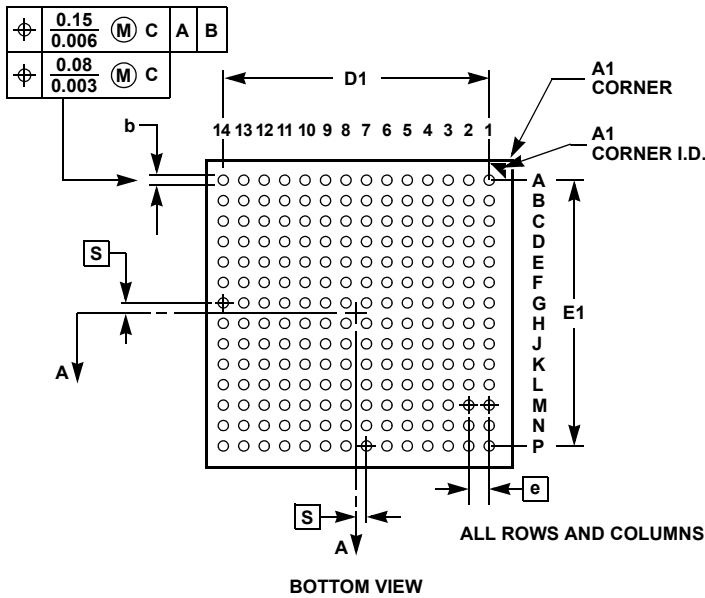 0.15
0.006 M C A B
0.08
0.003 M C
D1
A1
CORNER
b
14 13 12 11 10 9 8 7 6 5 4 3 2 1
A1
CORNER I.D.
A
B
C
D
E
F
G
H
J
K
L
M
N
P
S
E1
A
e
S
A
ALL ROWS AND COLUMNS
BOTTOM VIEW